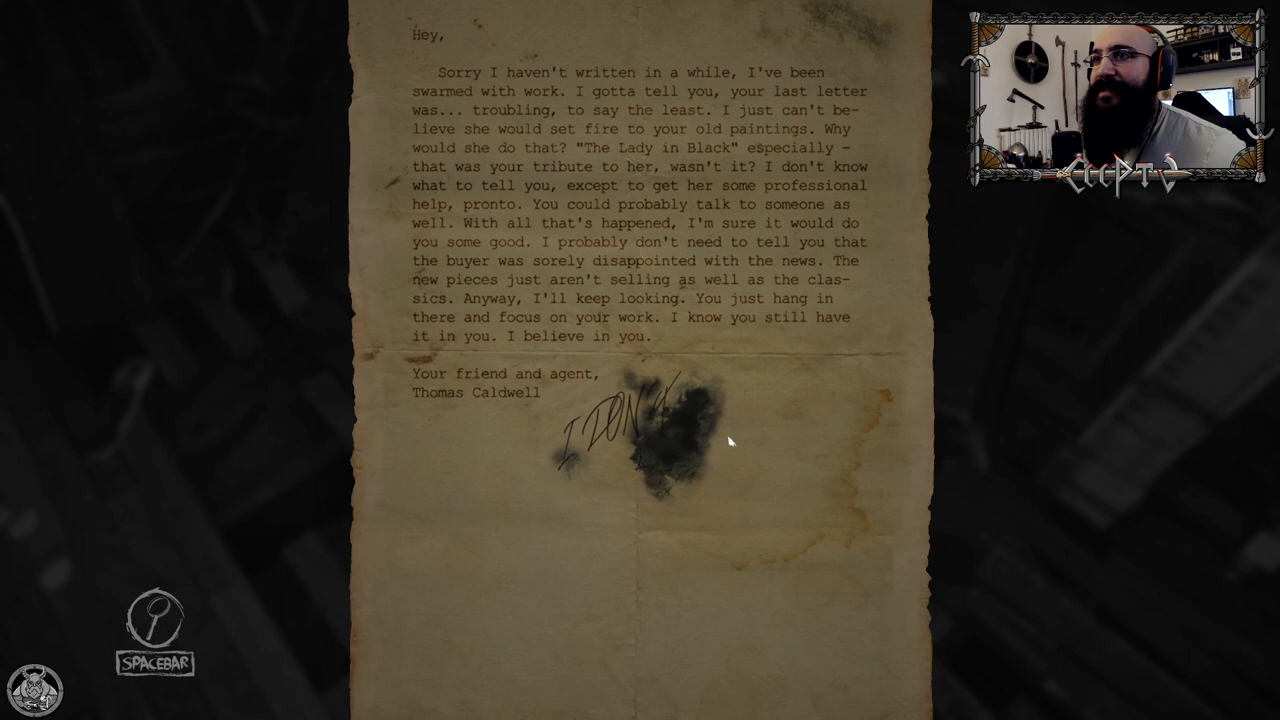 Hey,
Sorry I haven't written in a while, I've been
swarmed with work. I gotta tell you, your last letter
was... troubling, to say the least. I just can't be-
lieve she would set fire to your old paintings. Why
would she do that? "The Lady in Black" especially -
that was your tribute to her, wasn't it? I don't know
what to tell you, except to get her some professional
help, pronto. You could probably talk to someone as
well. With all that's happened, I'm sure it would do
you some good. I probably don't need to tell you that
the buyer was sorely disappointed with the news. The
new pieces just aren't selling as well as the clas-
sics. Anyway, I'll keep looking. You just hang in
there and focus on your work. I know you still have
it in you. I believe in you.
Your friend and agent,
Thomas Caldwell
I DON'T
SPACEBAR